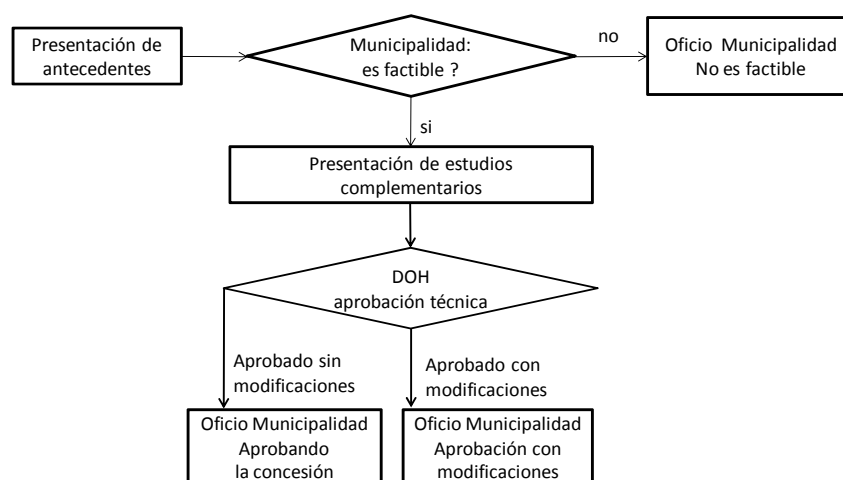 Presentación de
antecedentes
Municipalidad:
es factible ?
no
Oficio Municipalidad
No es factible
si
Presentación de estudios
complementarios
DOH
aprobación técnica
Aprobado sin
modificaciones
Aprobado con
modificaciones
Oficio Municipalidad
Aprobando
la concesión
Oficio Municipalidad
Aprobación con
modificaciones